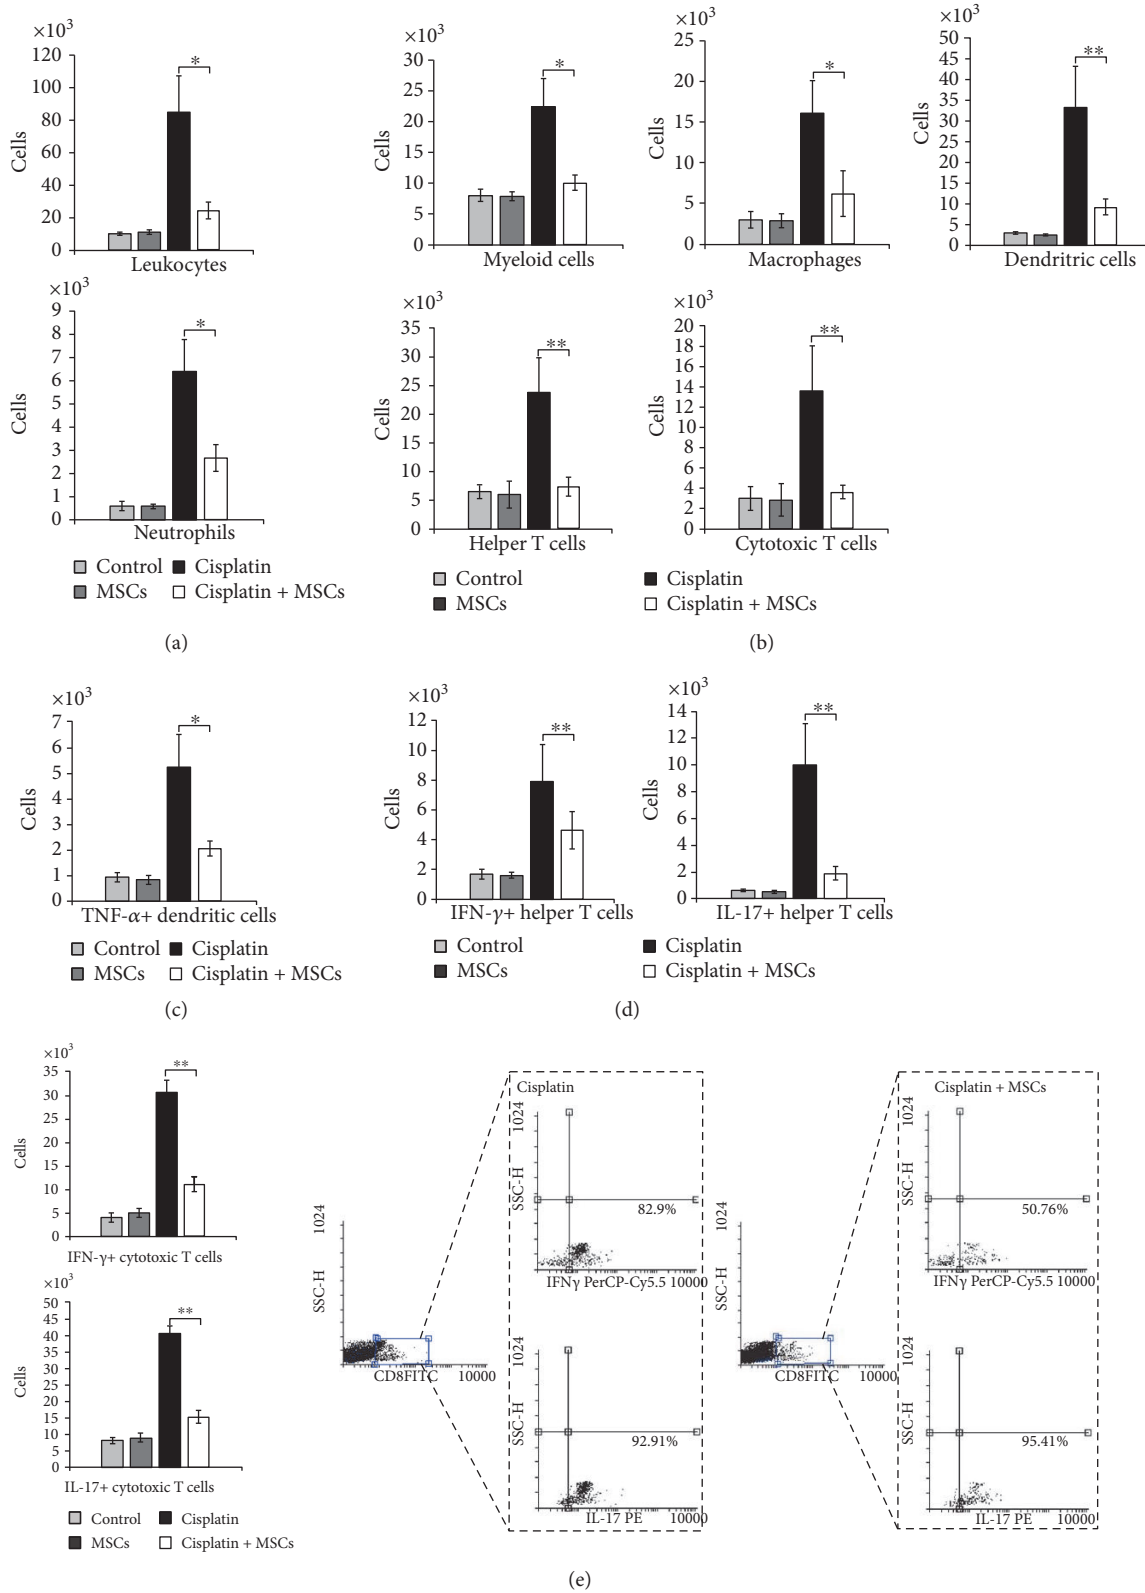 ×10³
120
100
80
60
40
20
0
Cells
*
Leukocytes
×10³
30
25
20
15
10
5
0
Cells
*
Myeloid cells
×10³
25
20
15
10
5
0
Cells
*
Macrophages
×10³
50
45
40
35
30
25
20
15
10
5
0
Cells
**
Dendritric cells
×10³
9
8
7
6
5
4
3
2
1
0
Cells
*
Neutrophils
Control Cisplatin
MSCs Cisplatin + MSCs
(a)
×10³
35
30
25
20
15
10
5
0
Cells
**
Helper T cells
×10³
20
18
16
14
12
10
8
6
4
2
0
Cells
**
Cytotoxic T cells
Control Cisplatin
MSCs Cisplatin + MSCs
(b)
×10³
7
6
5
4
3
2
1
0
Cells
*
TNF-α+ dendritic cells
Control Cisplatin
MSCs Cisplatin + MSCs
(c)
×10³
12
10
8
6
4
2
0
Cells
**
IFN-γ+ helper T cells
×10³
14
12
10
8
6
4
2
0
Cells
**
IL-17+ helper T cells
Control Cisplatin
MSCs Cisplatin + MSCs
(d)
×10³
35
30
25
20
15
10
5
0
Cells
**
IFN-γ+ cytotoxic T cells
×10³
50
45
40
35
30
25
20
15
10
5
0
Cells
**
IL-17+ cytotoxic T cells
Control Cisplatin
MSCs Cisplatin + MSCs
SSC-H 1024
CD8FITC 10000
Cisplatin
SSC-H 1024
82.9%
IFNγ PerCP-Cy5.5 10000
SSC-H 1024
92.91%
IL-17 PE 10000
SSC-H 1024
CD8FITC 10000
Cisplatin + MSCs
SSC-H 1024
50.76%
IFNγ PerCP-Cy5.5 10000
SSC-H 1024
95.41%
IL-17 PE 10000
(e)